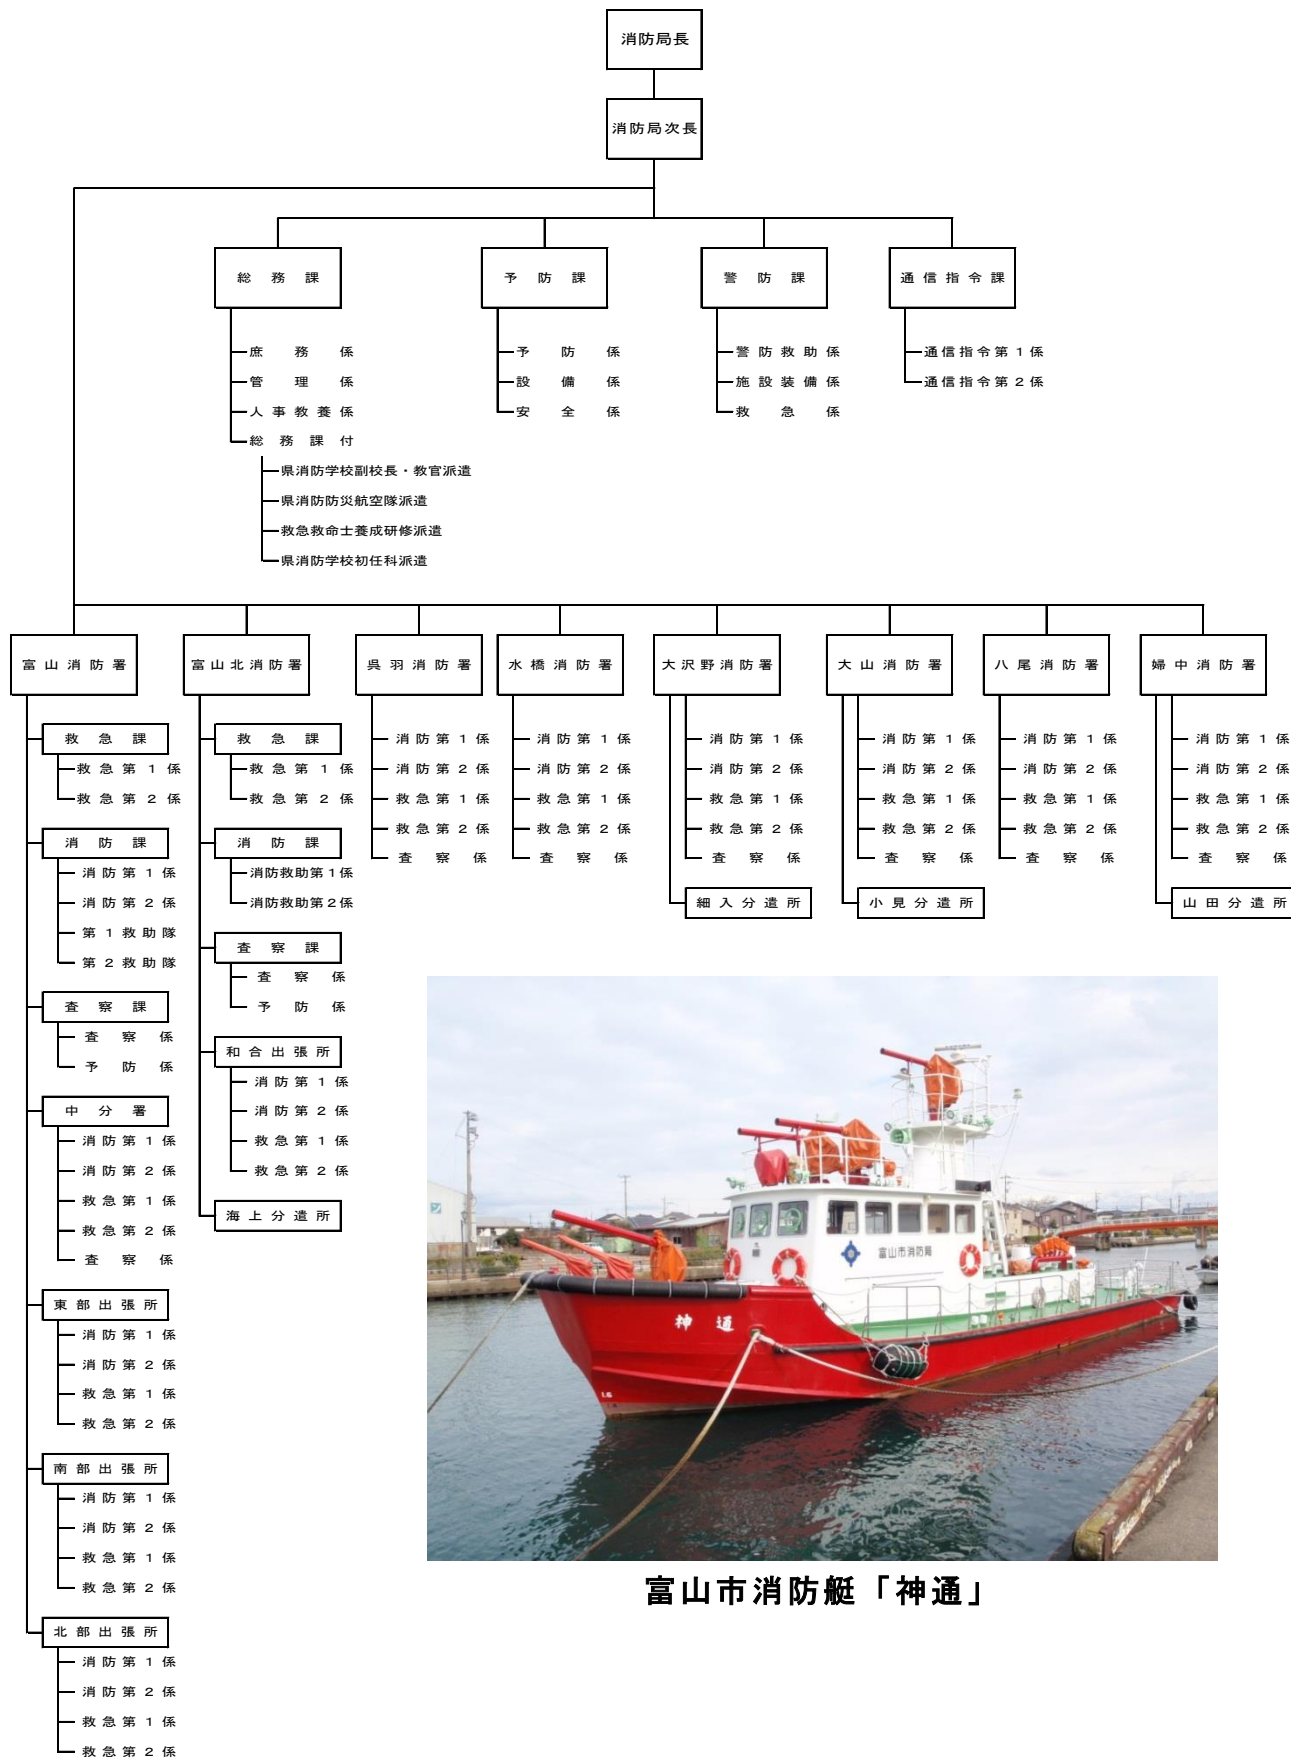 消防局長
消防局次長
総務課
庶務係
管理係
人事教養係
総務課付
県消防学校副校長・教官派遣
県消防防災航空隊派遣
救急救命士養成研修派遣
県消防学校初任科派遣
予防課
予防係
設備係
安全係
警防課
警防救助係
施設装備係
救急係
通信指令課
通信指令第1係
通信指令第2係
富山消防署
救急課
救急第1係
救急第2係
消防課
消防第1係
消防第2係
第1救助隊
第2救助隊
査察課
査察係
予防係
中分署
消防第1係
消防第2係
救急第1係
救急第2係
査察係
東部出張所
消防第1係
消防第2係
救急第1係
救急第2係
南部出張所
消防第1係
消防第2係
救急第1係
救急第2係
北部出張所
消防第1係
消防第2係
救急第1係
救急第2係
富山北消防署
救急課
救急第1係
救急第2係
消防課
消防救助第1係
消防救助第2係
査察課
査察係
予防係
和合出張所
消防第1係
消防第2係
救急第1係
救急第2係
海上分遣所
呉羽消防署
消防第1係
消防第2係
救急第1係
救急第2係
査察係
水橋消防署
消防第1係
消防第2係
救急第1係
救急第2係
査察係
大沢野消防署
消防第1係
消防第2係
救急第1係
救急第2係
査察係
細入分遣所
大山消防署
消防第1係
消防第2係
救急第1係
救急第2係
査察係
小見分遣所
八尾消防署
消防第1係
消防第2係
救急第1係
救急第2係
査察係
婦中消防署
消防第1係
消防第2係
救急第1係
救急第2係
査察係
山田分遣所
富山市消防艇
神通
富山市消防艇「神通」